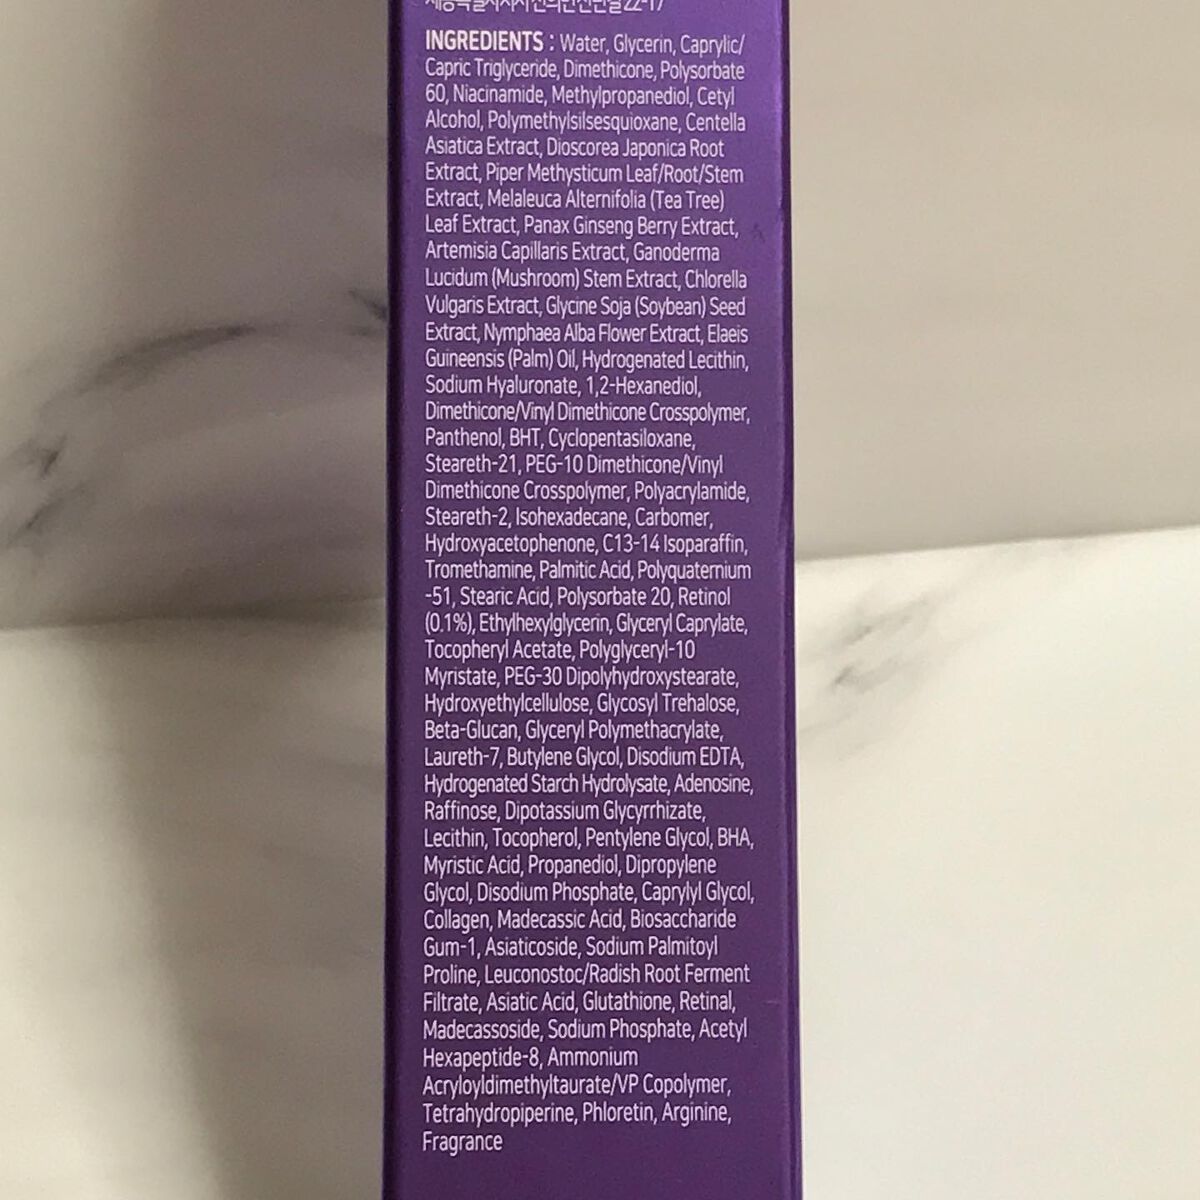 INGREDIENTS : Water, Glycerin, Caprylic/
Capric Triglyceride, Dimethicone, Polysorbate
60, Niacinamide, Methylpropanediol, Cetyl
Alcohol, Polymethylsilsesquioxane, Centella
Asiatica Extract, Dioscorea Japonica Root
Extract, Piper Methysticum Leaf/Root/Stem
Extract, Melaleuca Alternifolia (Tea Tree)
Leaf Extract, Panax Ginseng Berry Extract,
Artemisia Capillaris Extract, Ganoderma
Lucidum (Mushroom) Stem Extract, Chlorella
Vulgaris Extract, Glycine Soja (Soybean) Seed
Extract, Nymphaea Alba Flower Extract, Elaeis
Guineensis (Palm) Oil, Hydrogenated Lecithin,
Sodium Hyaluronate, 1,2-Hexanediol,
Dimethicone/Vinyl Dimethicone Crosspolymer,
Panthenol, BHT, Cyclopentasiloxane,
Steareth-21, PEG-10 Dimethicone/Vinyl
Dimethicone Crosspolymer, Polyacrylamide,
Steareth-2, Isohexadecane, Carbomer,
Hydroxyacetophenone, C13-14 Isoparaffin,
Tromethamine, Palmitic Acid, Polyquaternium
-51, Stearic Acid, Polysorbate 20, Retinol
(0.1%), Ethylhexylglycerin, Glyceryl Caprylate,
Tocopheryl Acetate, Polyglyceryl-10
Myristate, PEG-30 Dipolyhydroxystearate,
Hydroxyethylcellulose, Glycosyl Trehalose,
Beta-Glucan, Glyceryl Polymethacrylate,
Laureth-7, Butylene Glycol, Disodium EDTA,
Hydrogenated Starch Hydrolysate, Adenosine,
Raffinose, Dipotassium Glycyrrhizate,
Lecithin, Tocopherol, Pentylene Glycol, BHA,
Myristic Acid, Propanediol, Dipropylene
Glycol, Disodium Phosphate, Caprylyl Glycol,
Collagen, Madecassic Acid, Biosaccharide
Gum-1, Asiaticoside, Sodium Palmitoyl
Proline, Leuconostoc/Radish Root Ferment
Filtrate, Asiatic Acid, Glutathione, Retinal,
Madecassoside, Sodium Phosphate, Acetyl
Hexapeptide-8, Ammonium
Acryloyldimethyltaurate/VP Copolymer,
Tetrahydropiperine, Phloretin, Arginine,
Fragrance